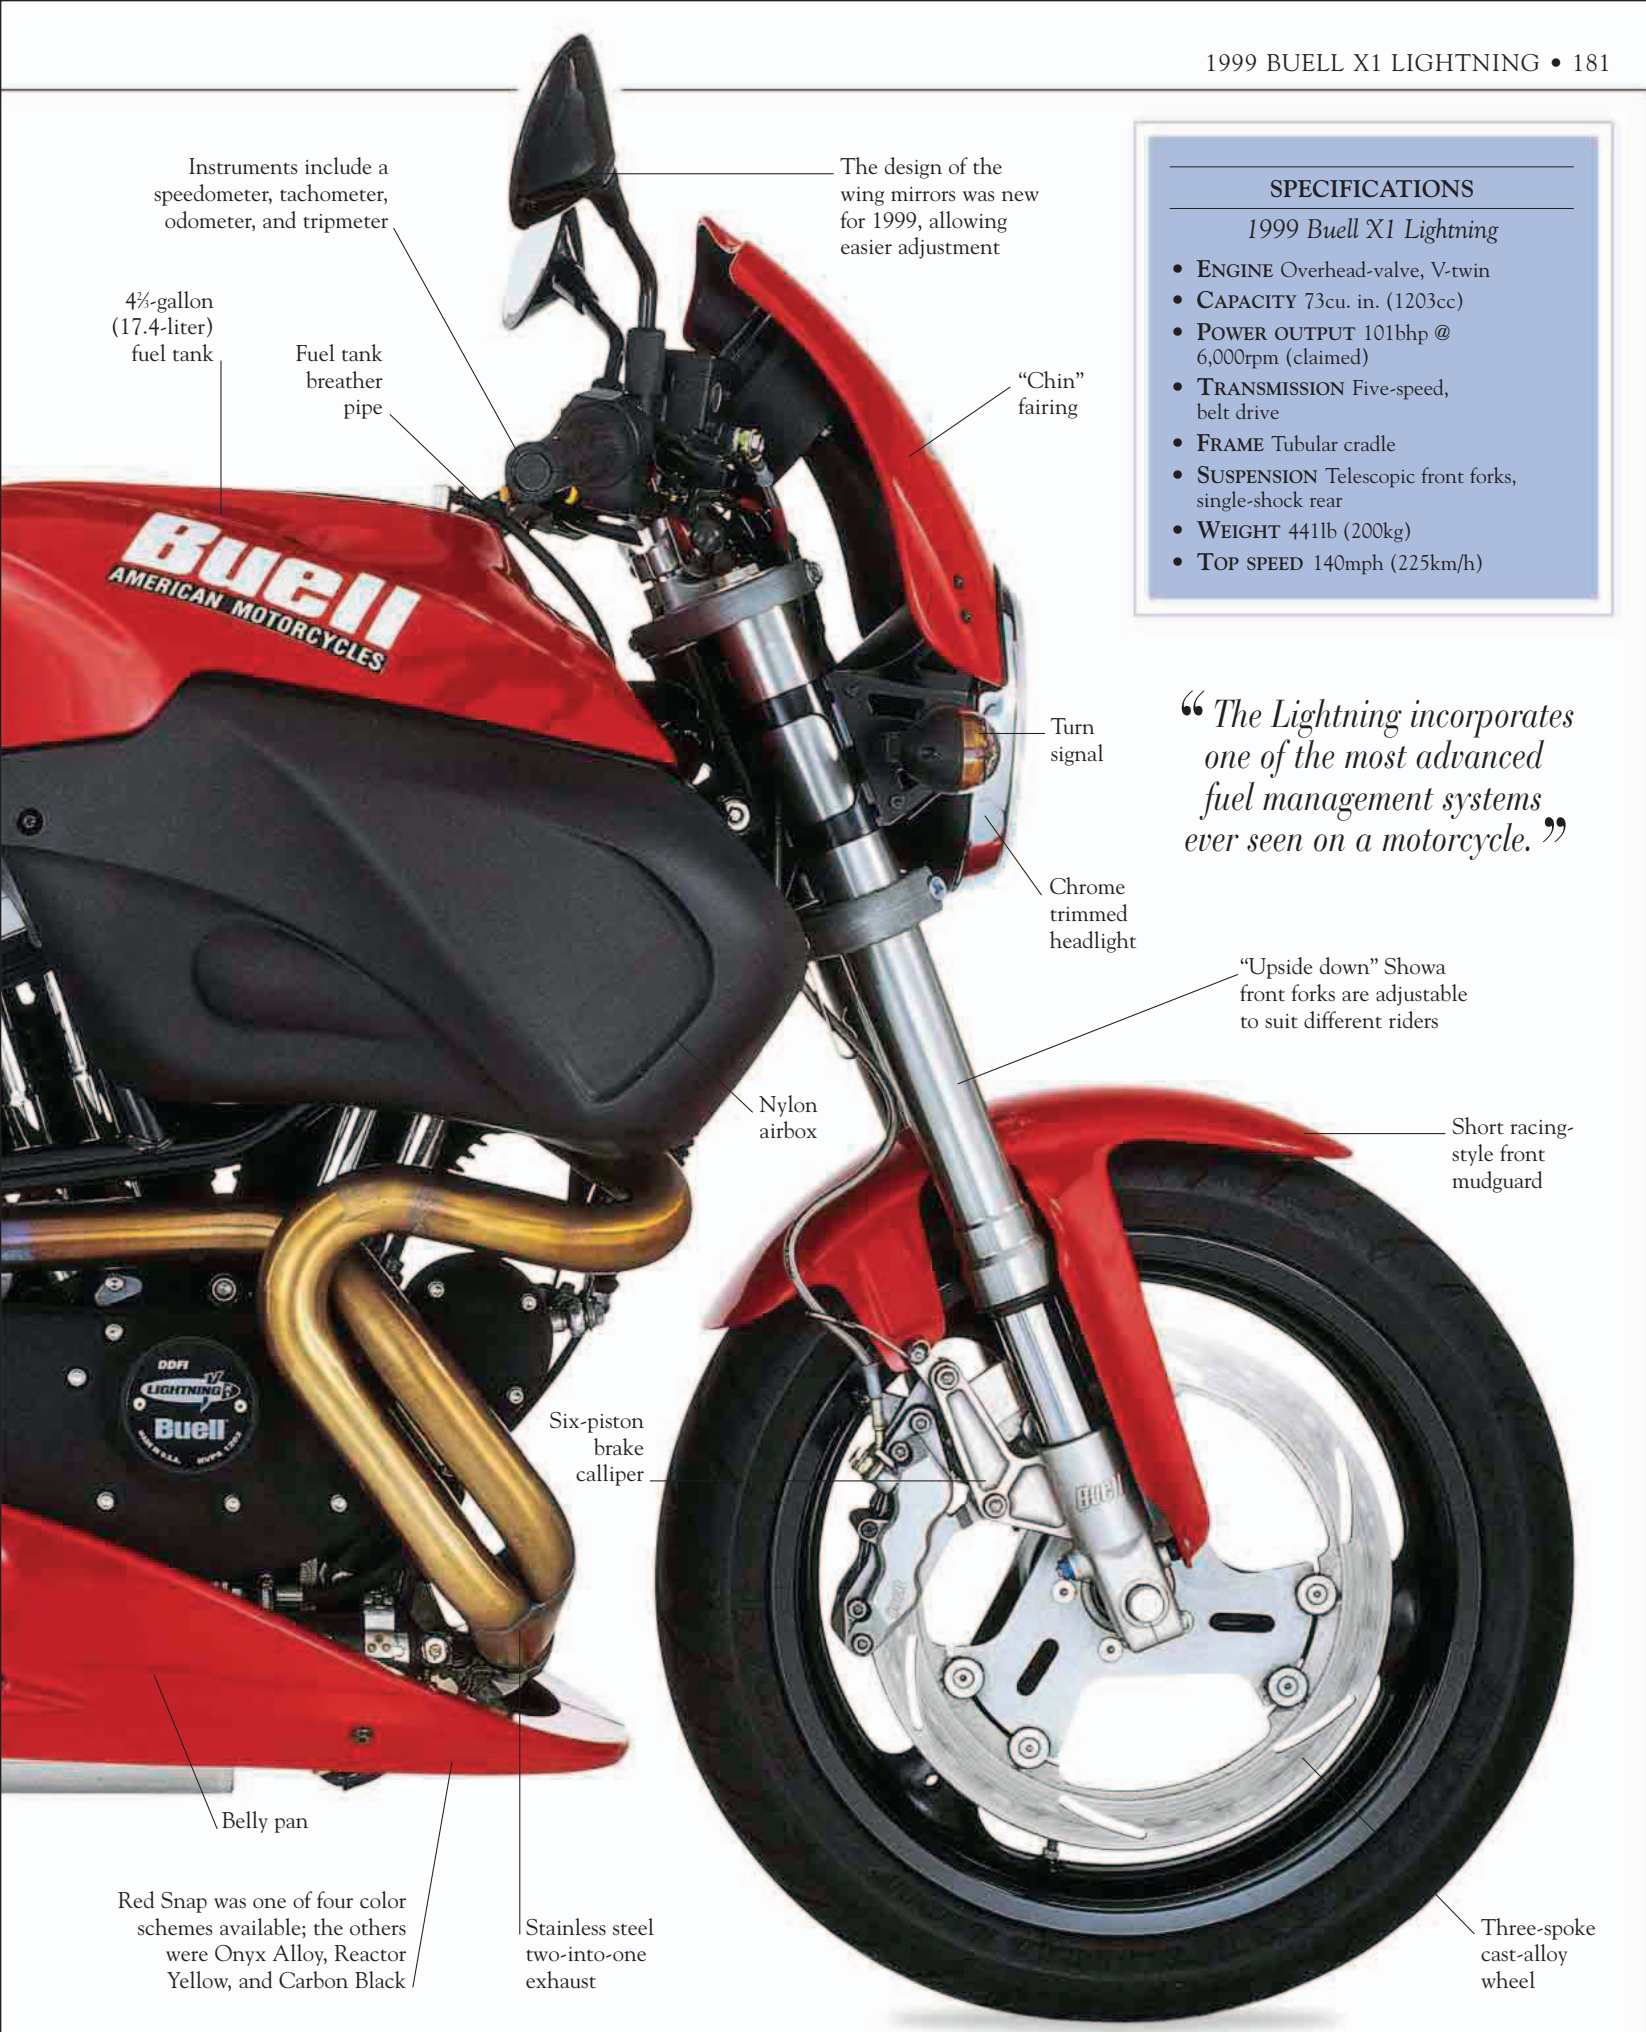 1999 BUELL X1 LIGHTNING • 181
Instruments include a
speedometer, tachometer,
odometer, and tripmeter
The design of the
wing mirrors was new
for 1999, allowing
easier adjustment
SPECIFICATIONS
1999 Buell X1 Lightning
• ENGINE Overhead-valve, V-twin
• CAPACITY 73cu. in. (1203cc)
• POWER OUTPUT 101bhp @
6,000rpm (claimed)
• TRANSMISSION Five-speed,
belt drive
• FRAME Tubular cradle
• SUSPENSION Telescopic front forks,
single-shock rear
• WEIGHT 441lb (200kg)
• TOP SPEED 140mph (225km/h)
4⅔-gallon
(17.4-liter)
fuel tank
Fuel tank
breather
pipe
“Chin”
fairing
Buell
AMERICAN MOTORCYCLES
Turn
signal
“The Lightning incorporates
one of the most advanced
fuel management systems
ever seen on a motorcycle.”
Chrome
trimmed
headlight
“Upside down” Showa
front forks are adjustable
to suit different riders
Nylon
airbox
Short racing-
style front
mudguard
DDFI
LIGHTNING
Buell
MADE IN U.S.A.
Six-piston
brake
calliper
Buell
Belly pan
Red Snap was one of four color
schemes available; the others
were Onyx Alloy, Reactor
Yellow, and Carbon Black
Stainless steel
two-into-one
exhaust
Three-spoke
cast-alloy
wheel